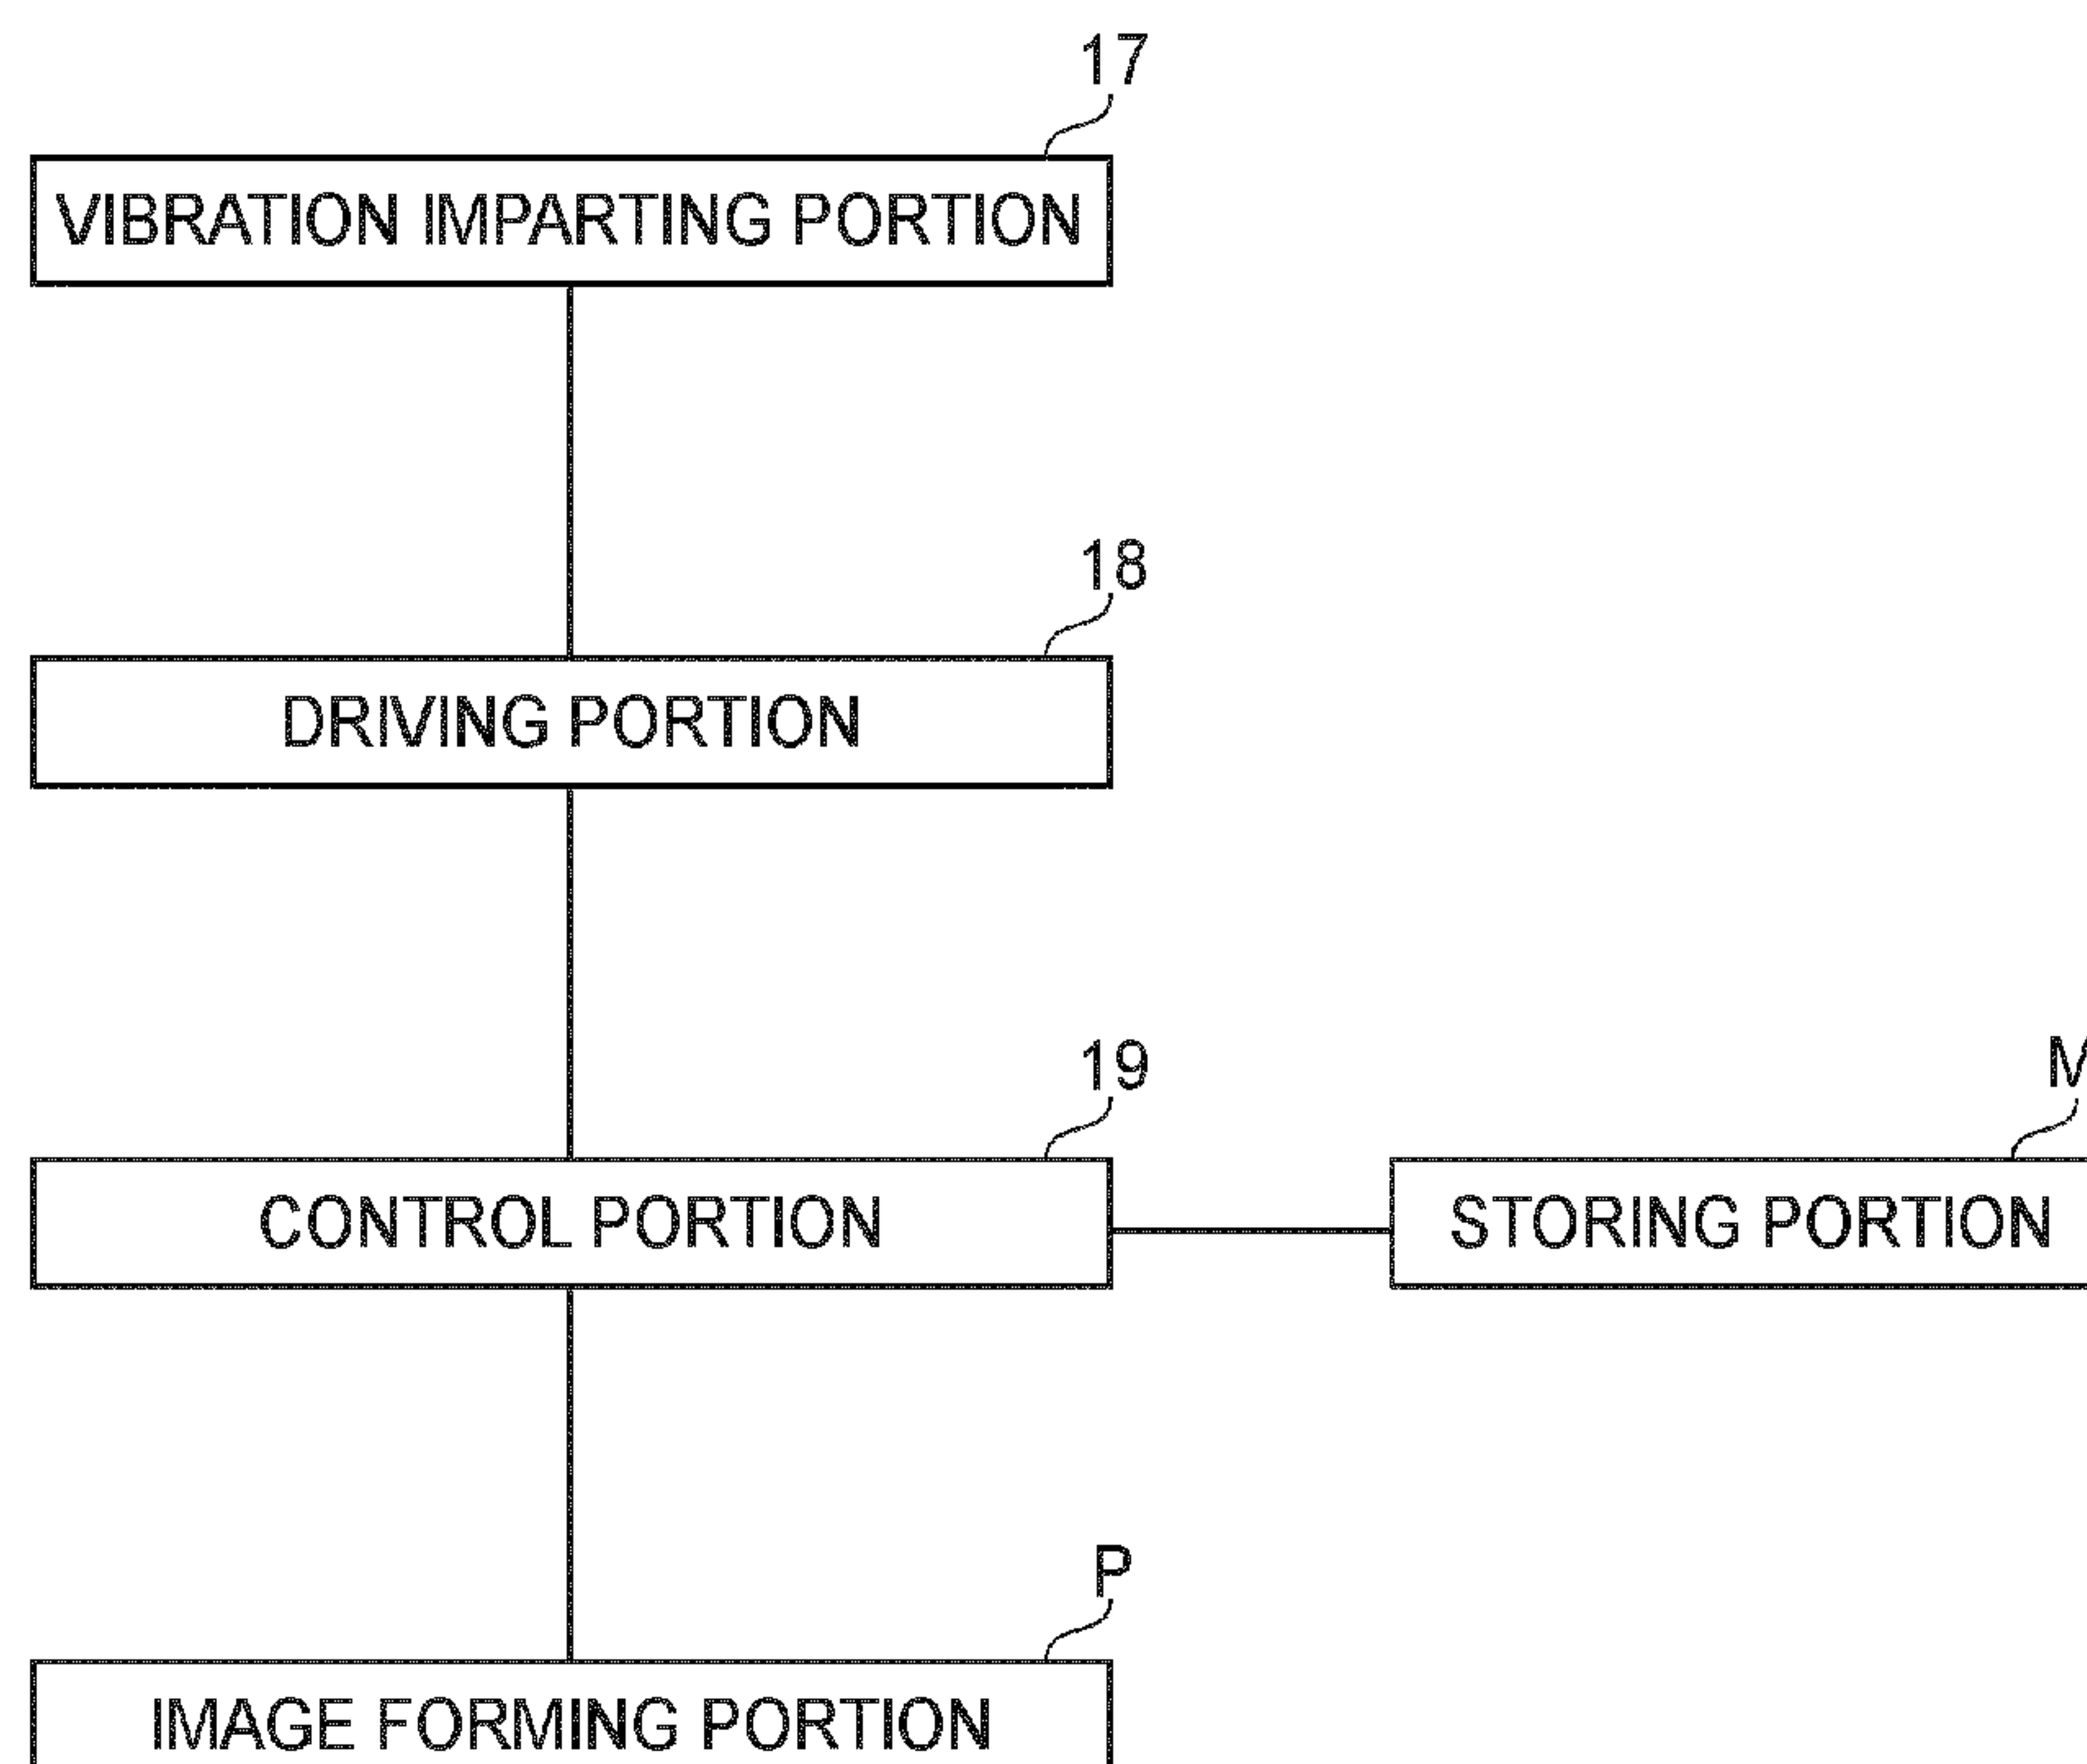 17
VIBRATION IMPARTING PORTION
18
DRIVING PORTION
19
CONTROL PORTION
M
STORING PORTION
P
IMAGE FORMING PORTION